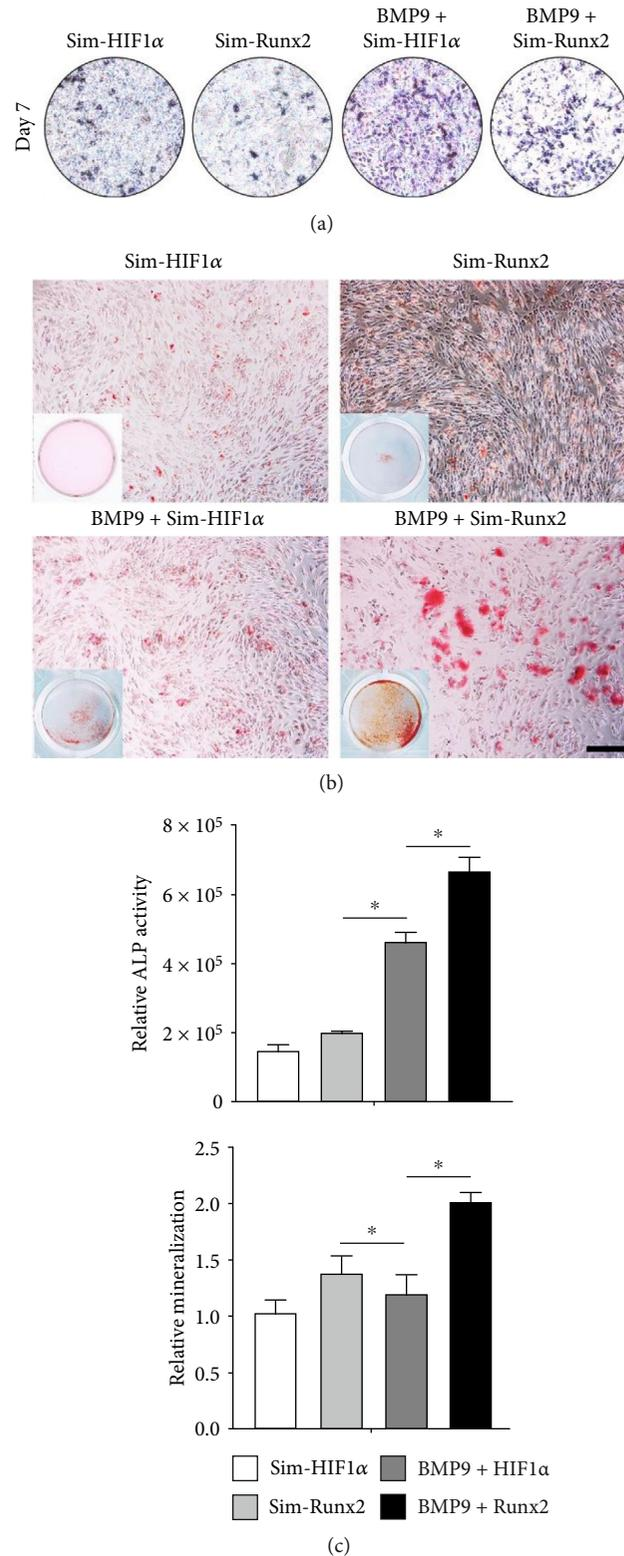 Sim-HIF1α
Sim-Runx2
BMP9 +
Sim-HIF1α
BMP9 +
Sim-Runx2
Day 7
(a)
Sim-HIF1α
Sim-Runx2
BMP9 + Sim-HIF1α
BMP9 + Sim-Runx2
(b)
Relative ALP activity
8 × 10⁵
6 × 10⁵
4 × 10⁵
2 × 10⁵
0
*
*
Relative mineralization
2.5
2.0
1.5
1.0
0.5
0.0
*
*
Sim-HIF1α
BMP9 + HIF1α
Sim-Runx2
BMP9 + Runx2
(c)